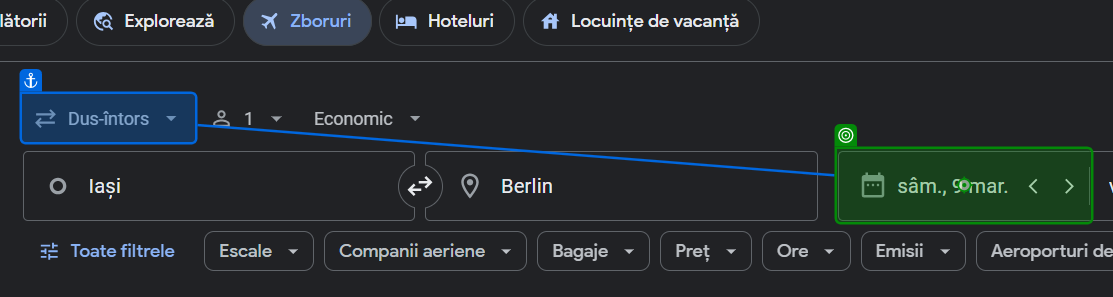 lătorii Explorează Zboruri Hoteluri Locuințe de vacanță
Dus-întors 1 Economic
Iași Berlin sâm., 9 mar.
Toate filtrele Escale Companii aeriene Bagaje Preț Ore Emisii Aeroporturi de